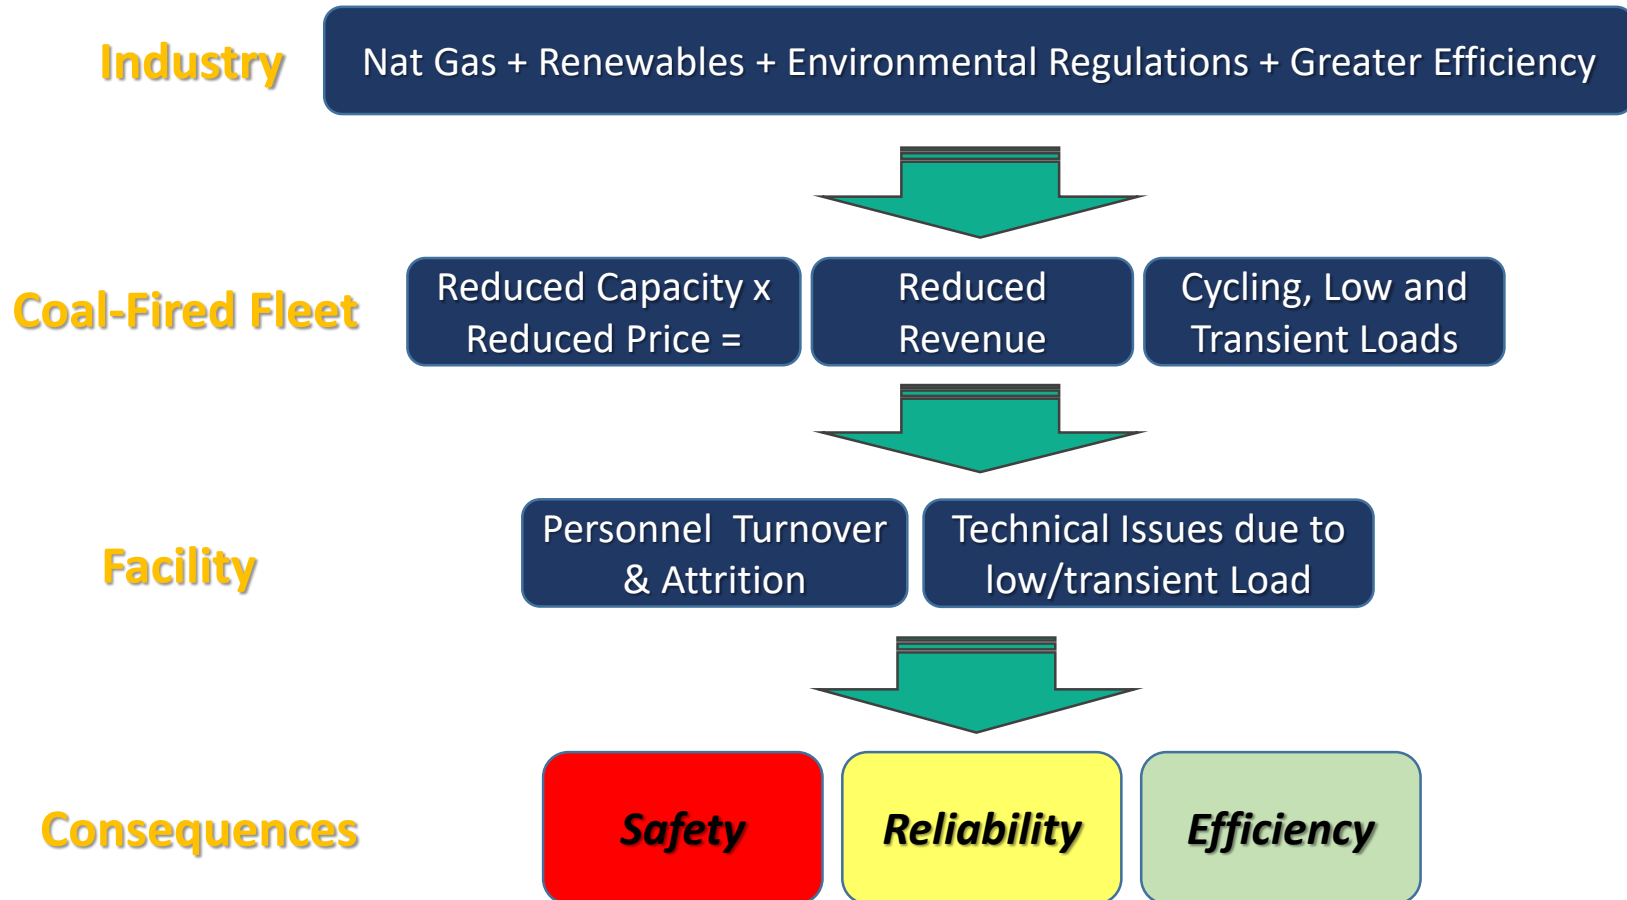 Industry
Nat Gas + Renewables + Environmental Regulations + Greater Efficiency
Coal-Fired Fleet
Reduced Capacity x
Reduced Price =
Reduced
Revenue
Cycling, Low and
Transient Loads
Facility
Personnel  Turnover
& Attrition
Technical Issues due to
low/transient Load
Consequences
Safety
Reliability
Efficiency